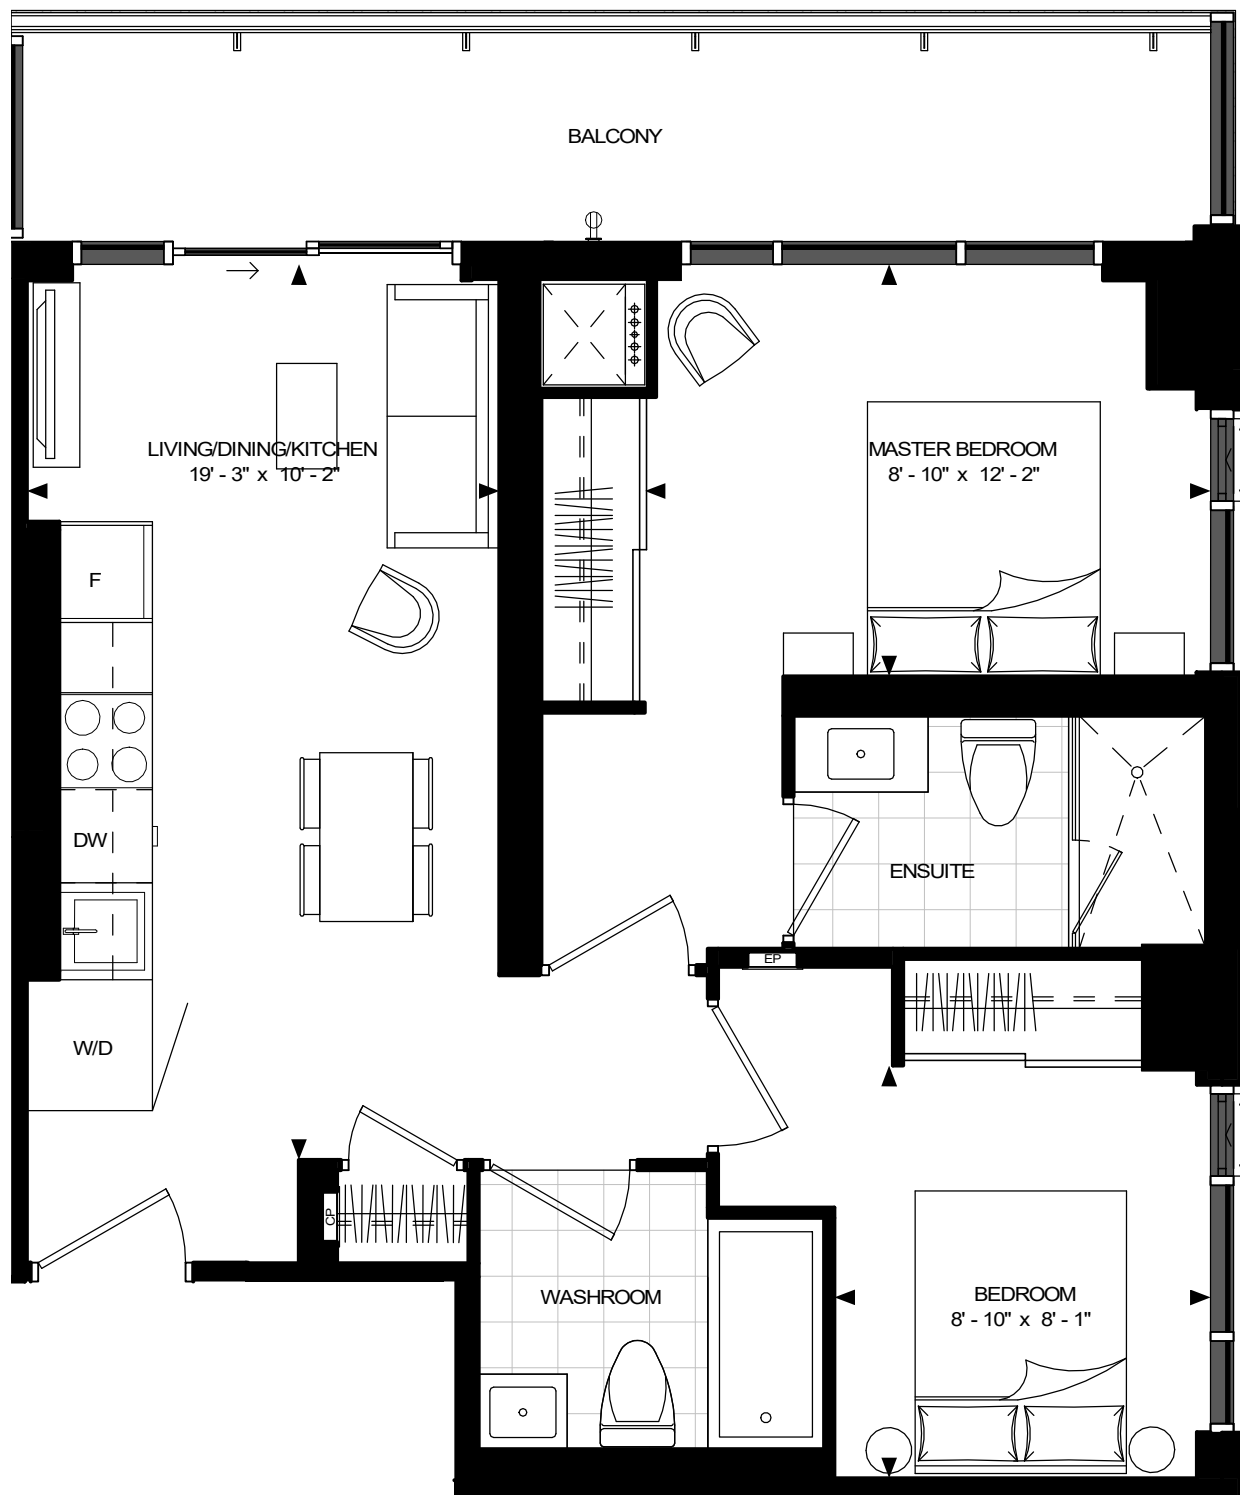 BALCONY
LIVING/DINING/KITCHEN
19' - 3" x 10' - 2"
MASTER BEDROOM
8' - 10" x 12' - 2"
F
DW
ENSUITE
EP
W/D
CP
WASHROOM
BEDROOM
8' - 10" x 8' - 1"